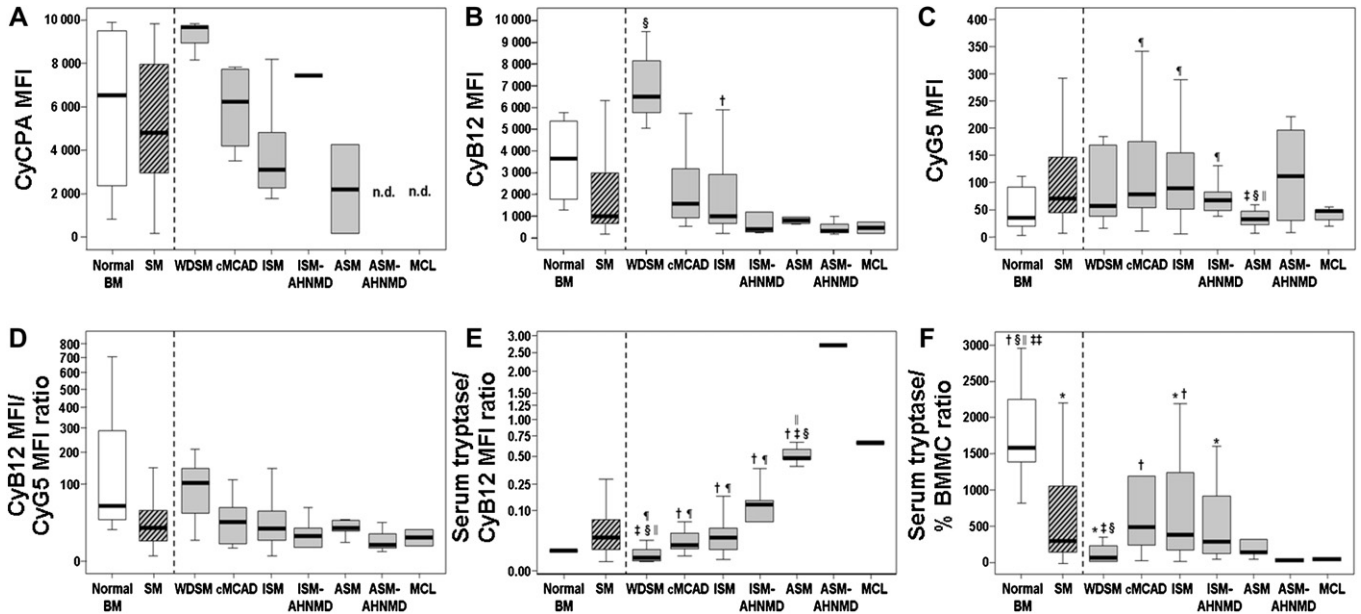 A
CyCPA MFI
10 000
8 000
6 000
4 000
2 000
0
n.d.
n.d.
Normal BM
SM
WDSM
cMCAD
ISM
ISM-AHNMD
ASM
ASM-AHNMD
MCL
B
CyB12 MFI
10 000
9 000
8 000
7 000
6 000
5 000
4 000
3 000
2 000
1 000
0
§
†
Normal BM
SM
WDSM
cMCAD
ISM
ISM-AHNMD
ASM
ASM-AHNMD
MCL
C
CyG5 MFI
400
350
300
250
200
150
100
50
0
¶
¶
¶
‡ § ‖
Normal BM
SM
WDSM
cMCAD
ISM
ISM-AHNMD
ASM
ASM-AHNMD
MCL
D
CyB12 MFI/
CyG5 MFI ratio
800
700
600
500
400
300
200
100
0
Normal BM
SM
WDSM
cMCAD
ISM
ISM-AHNMD
ASM
ASM-AHNMD
MCL
E
Serum tryptase/
CyB12 MFI ratio
3.00
2.50
2.00
1.50
1.25
1.00
0.75
0.50
0.25
0.10
0.00
¶
‡ § ‖
† ¶
† ¶
† ¶
‖
† ‡ §
Normal BM
SM
WDSM
cMCAD
ISM
ISM-AHNMD
ASM
ASM-AHNMD
MCL
F
Serum tryptase/
% BMMC ratio
3000
2500
2000
1500
1000
500
0
† § ‖ ‡‡
*
* ‡ §
†
* †
*
Normal BM
SM
WDSM
cMCAD
ISM
ISM-AHNMD
ASM
ASM-AHNMD
MCL